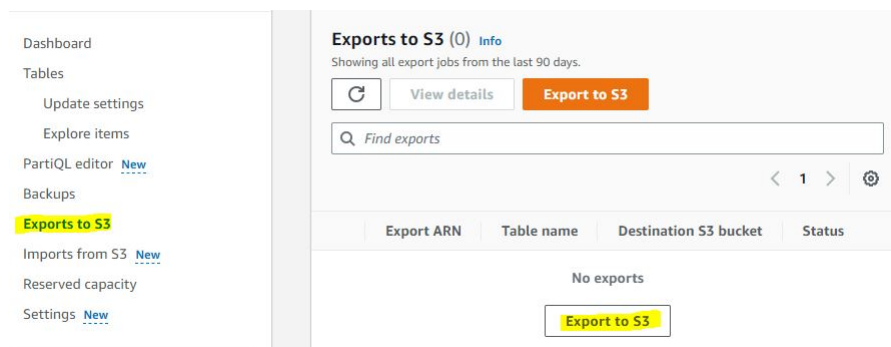 Dashboard
Tables
Update settings
Explore items
PartiQL editor New
Backups
Exports to S3
Imports from S3 New
Reserved capacity
Settings New
Exports to S3 (0) Info
Showing all export jobs from the last 90 days.
View details Export to S3
Find exports
1
Export ARN Table name Destination S3 bucket Status
No exports
Export to S3